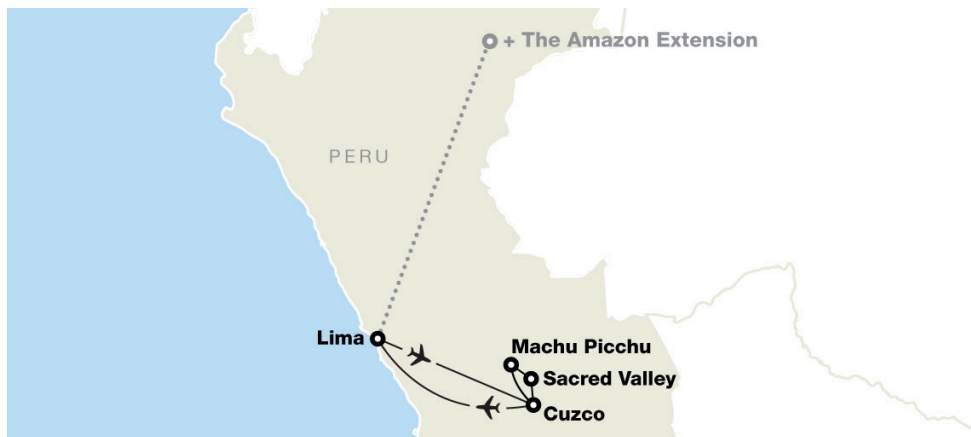 + The Amazon Extension
PERU
Lima
Machu Picchu
Sacred Valley
Cuzco